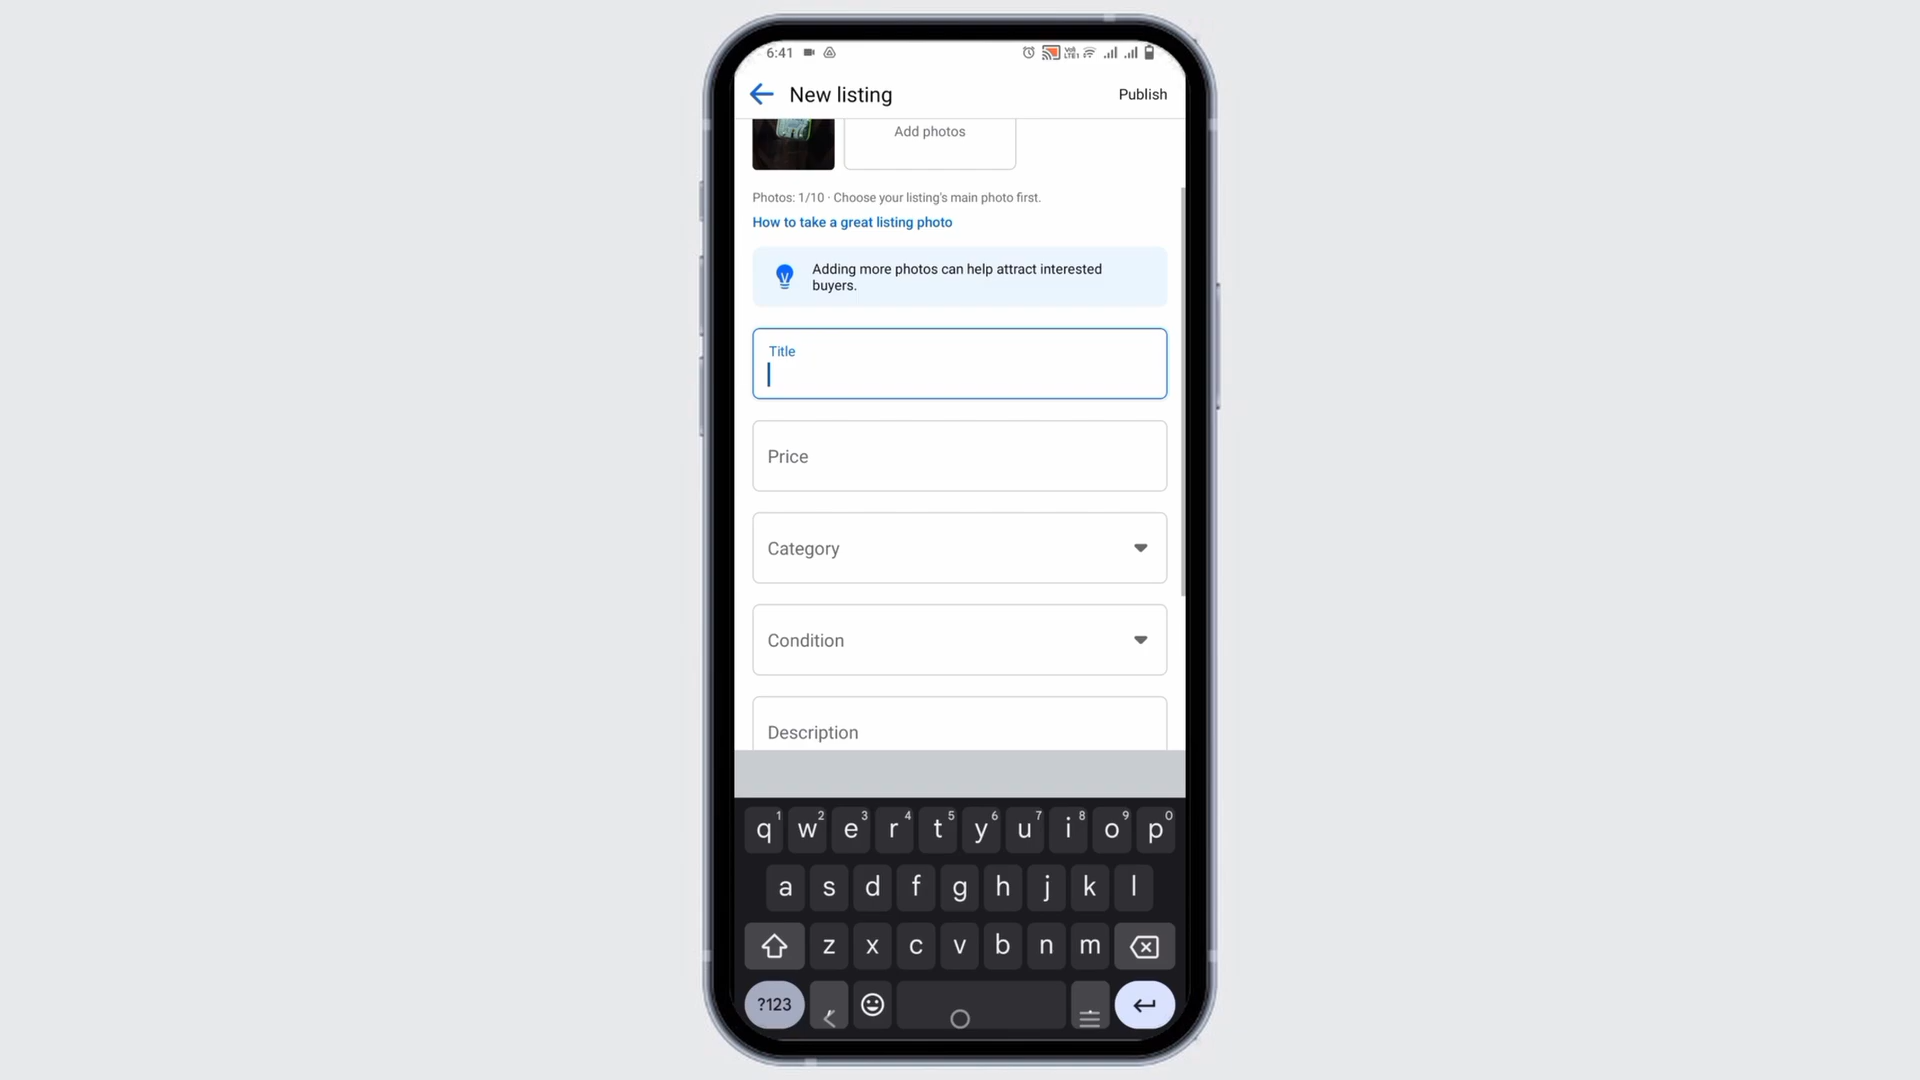 6:41
New listing
Publish
Add photos
Photos: 1/10 · Choose your listing's main photo first.
How to take a great listing photo
Adding more photos can help attract interested
buyers.
Title
Price
Category
Condition
Description
q1 w2 e3 r4 t5 y6 u7 i8 o9 p0
a s d f g h j k l
z x c v b n m
?123 ,